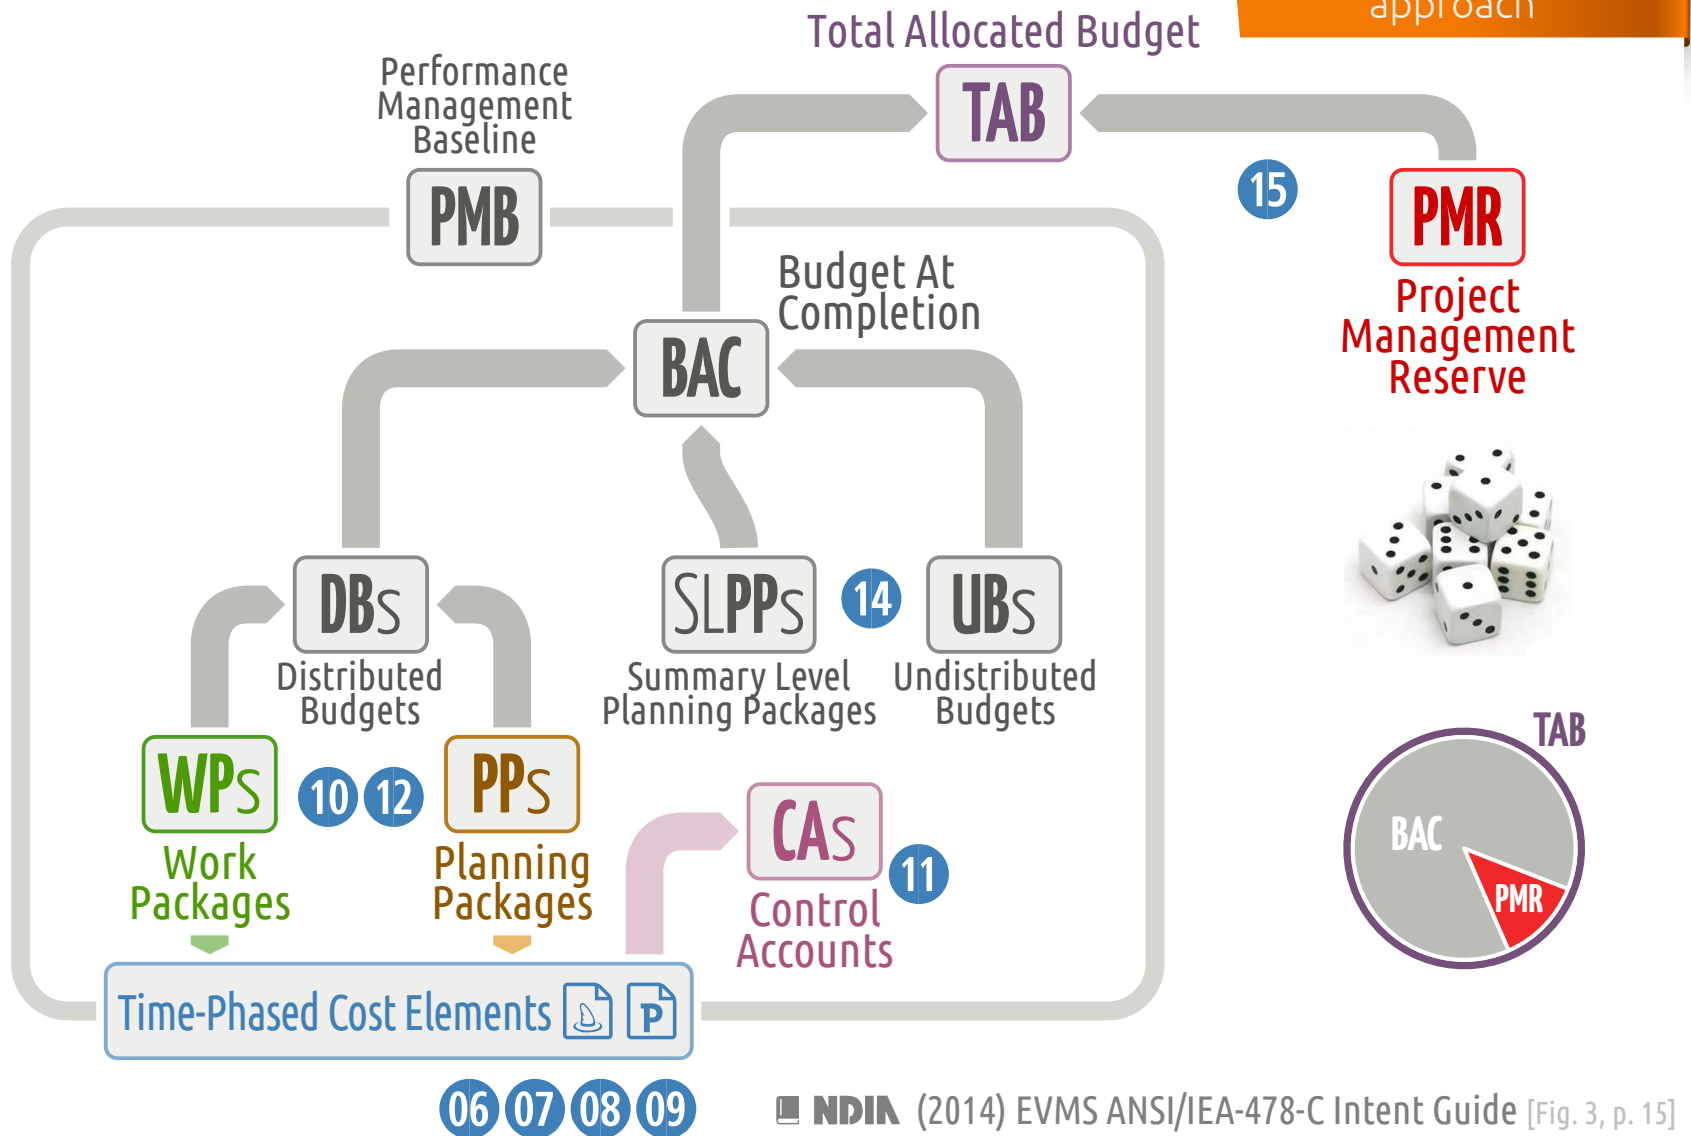 approach
Total Allocated Budget
TAB
Performance
Management
Baseline
PMB
15
PMR
Project
Management
Reserve
Budget At
Completion
BAC
DBs
Distributed
Budgets
SLPPs
Summary Level
Planning Packages
14
UBs
Undistributed
Budgets
WPs
Work
Packages
10 12
PPs
Planning
Packages
CAs
Control
Accounts
11
TAB
BAC
PMR
Time-Phased Cost Elements P
06 07 08 09
NDIA (2014) EVMS ANSI/IEA-478-C Intent Guide [Fig. 3, p. 15]